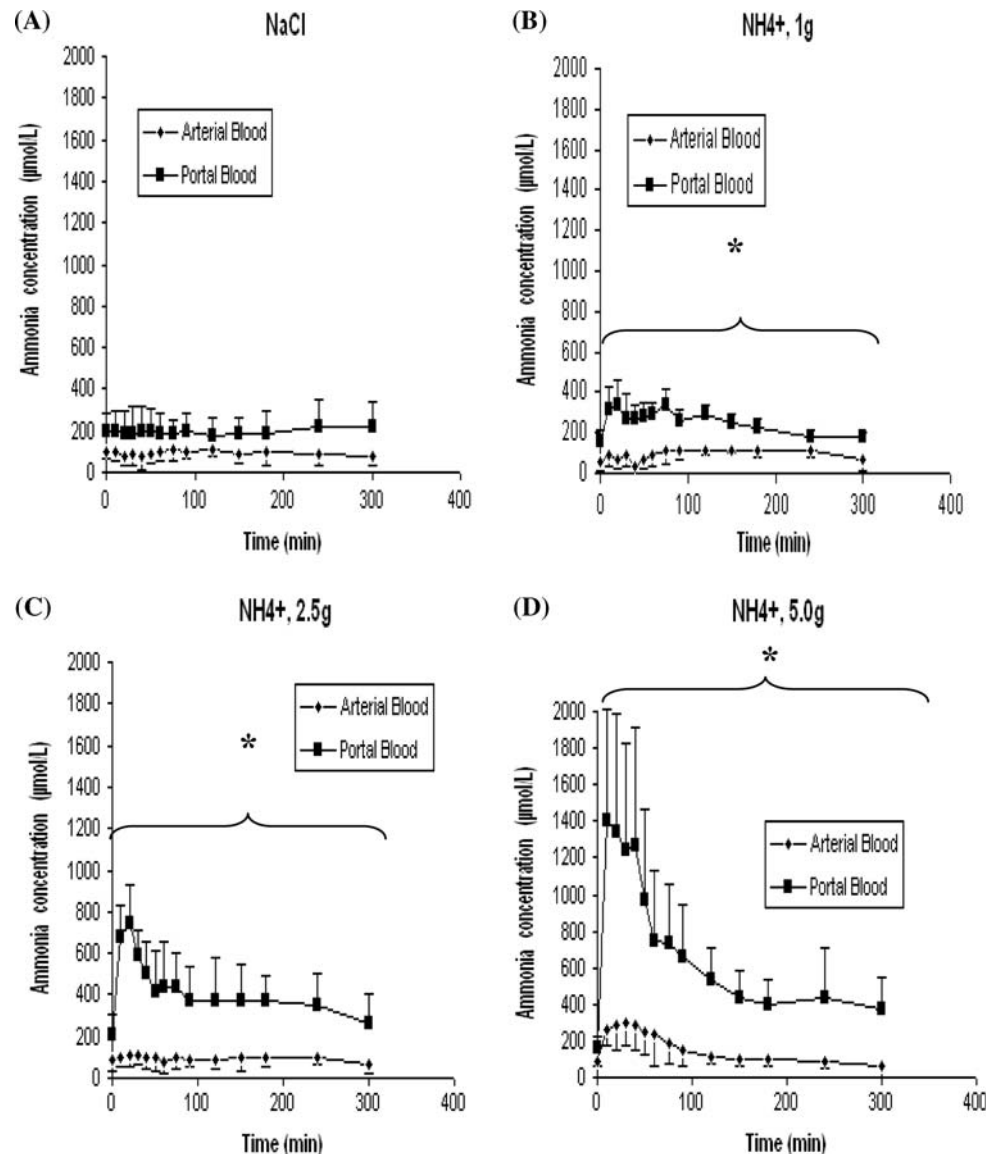 (A)
NaCl
Ammonia concentration (µmol/L)
2000
1800
1600
1400
1200
1000
800
600
400
200
0
Arterial Blood
Portal Blood
0 100 200 300 400
Time (min)
(B)
NH4+, 1g
Ammonia concentration (µmol/L)
2000
1800
1600
1400
1200
1000
800
600
400
200
0
Arterial Blood
Portal Blood
*
0 100 200 300 400
Time (min)
(C)
NH4+, 2.5g
Ammonia concentration (µmol/L)
2000
1800
1600
1400
1200
1000
800
600
400
200
0
Arterial Blood
Portal Blood
*
0 100 200 300 400
Time (min)
(D)
NH4+, 5.0g
*
Ammonia concentration (µmol/L)
2000
1800
1600
1400
1200
1000
800
600
400
200
0
Arterial Blood
Portal Blood
0 100 200 300 400
Time (min)